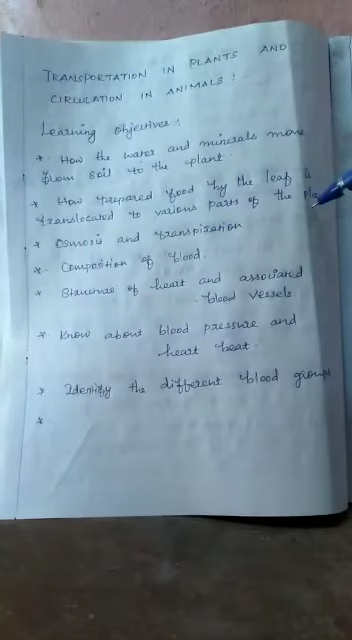 TRANSPORTATION IN PLANTS AND
CIRCULATION IN ANIMALS :
Learning Objectives :
* How the water and minerals move
from soil to the plant.
* How prepared food by the leaf is
translocated to various parts of the pla
* Osmosis and transpiration
* Composition of blood.
* Structure of heart and associated
blood vessels.
* Know about blood pressure and
heart beat.
* Identify the different blood groups
*